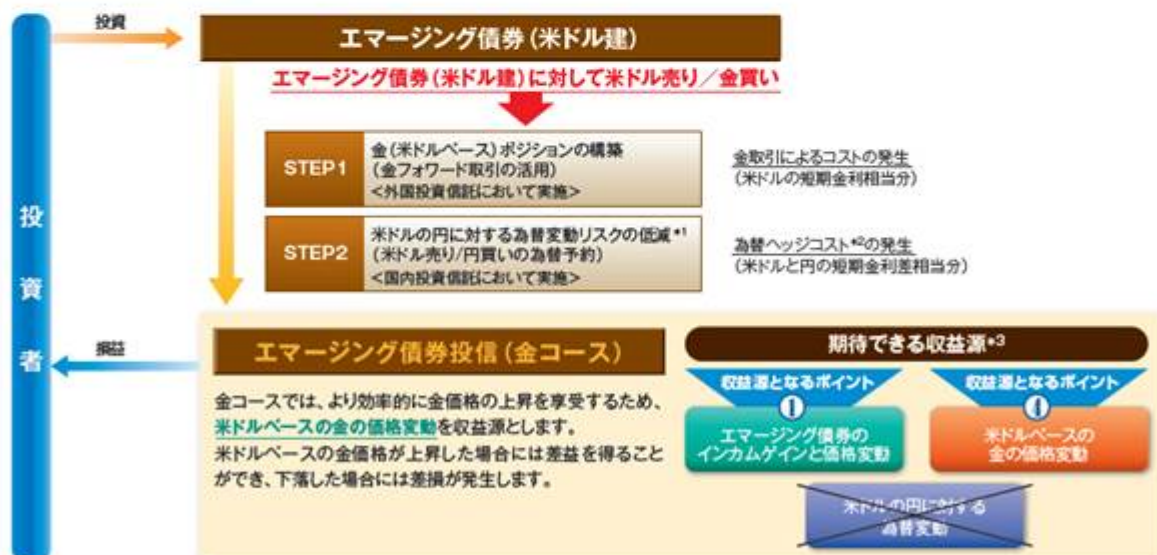 投資
エマージング債券(米ドル建)
エマージング債券(米ドル建)に対して米ドル売り/金買い
STEP1
金(米ドルベース)ポジションの構築
(金フォワード取引の活用)
<外国投資信託において実施>
金取引によるコストの発生
(米ドルの短期金利相当分)
STEP2
米ドルの円に対する為替変動リスクの低減*1
(米ドル売り/円買いの為替予約)
<国内投資信託において実施>
為替ヘッジコスト*2の発生
(米ドルと円の短期金利差相当分)
投資者
損益
エマージング債券投信(金コース)
金コースでは、より効率的に金価格の上昇を享受するため、
米ドルベースの金の価格変動を収益源とします。
米ドルベースの金価格が上昇した場合には差益を得ること
ができ、下落した場合には差損が発生します。
期待できる収益源*3
収益源となるポイント
1
エマージング債券の
インカムゲインと価格変動
収益源となるポイント
4
米ドルベースの
金の価格変動
米ドルの円に対する
為替変動